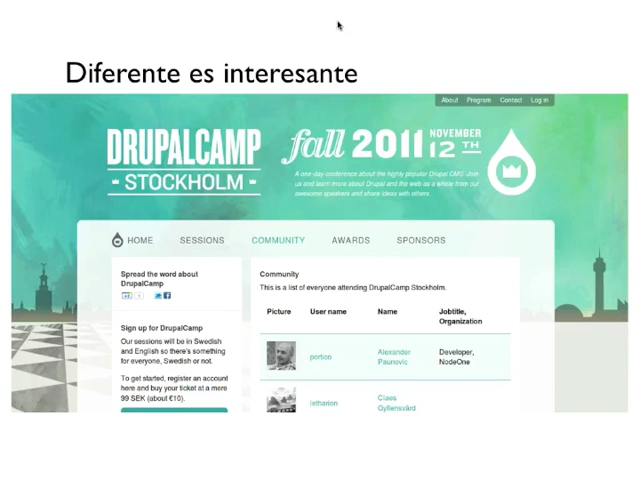 Diferente es interesante
About Program Contact Log in
DRUPALCAMP
STOCKHOLM
fall 2011 NOVEMBER
12 TH
A one-day conference about the highly popular Drupal CMS. Join
us and learn more about Drupal and the web as a whole from our
awesome speakers and share ideas with others.
HOME SESSIONS COMMUNITY AWARDS SPONSORS
Spread the word about
DrupalCamp
Sign up for DrupalCamp
Our sessions will be in Swedish
and English so there's something
for everyone, Swedish or not.
To get started, register an account
here and buy your ticket at a mere
99 SEK (about €10).
Community
This is a list of everyone attending DrupalCamp Stockholm.
Picture User name Name Jobtitle,
Organization
portion Alexander
Paunovic Developer,
NodeOne
letharion Claes
Gyllensvärd